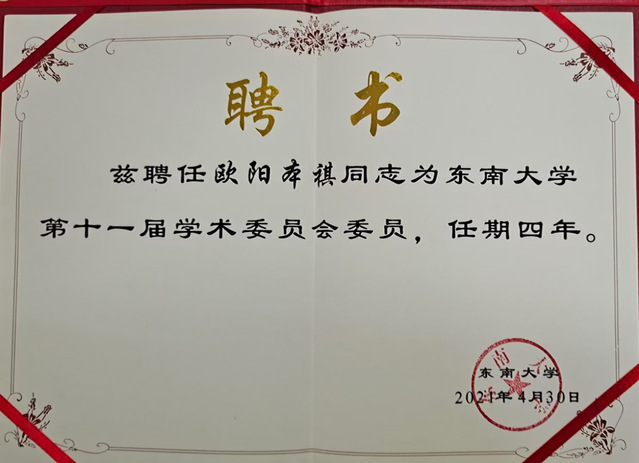 聘书
兹聘任欧阳本祺同志为东南大学
第十一届学术委员会委员，任期四年。
东南大学
2021年4月30日